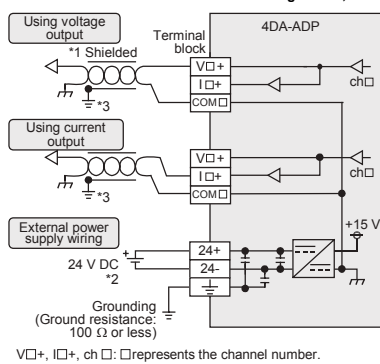 Using voltage
output
4DA-ADP
*1 Shielded
Terminal
block
V□+
I□+
COM□
ch□
*3
Using current
output
V□+
I□+
COM□
ch□
*3
External power
supply wiring
+15 V
24 V DC
*2
+
-
24+
24-
Grounding
(Ground resistance:
100 Ω or less)
V□+, I□+, ch □: □represents the channel number.